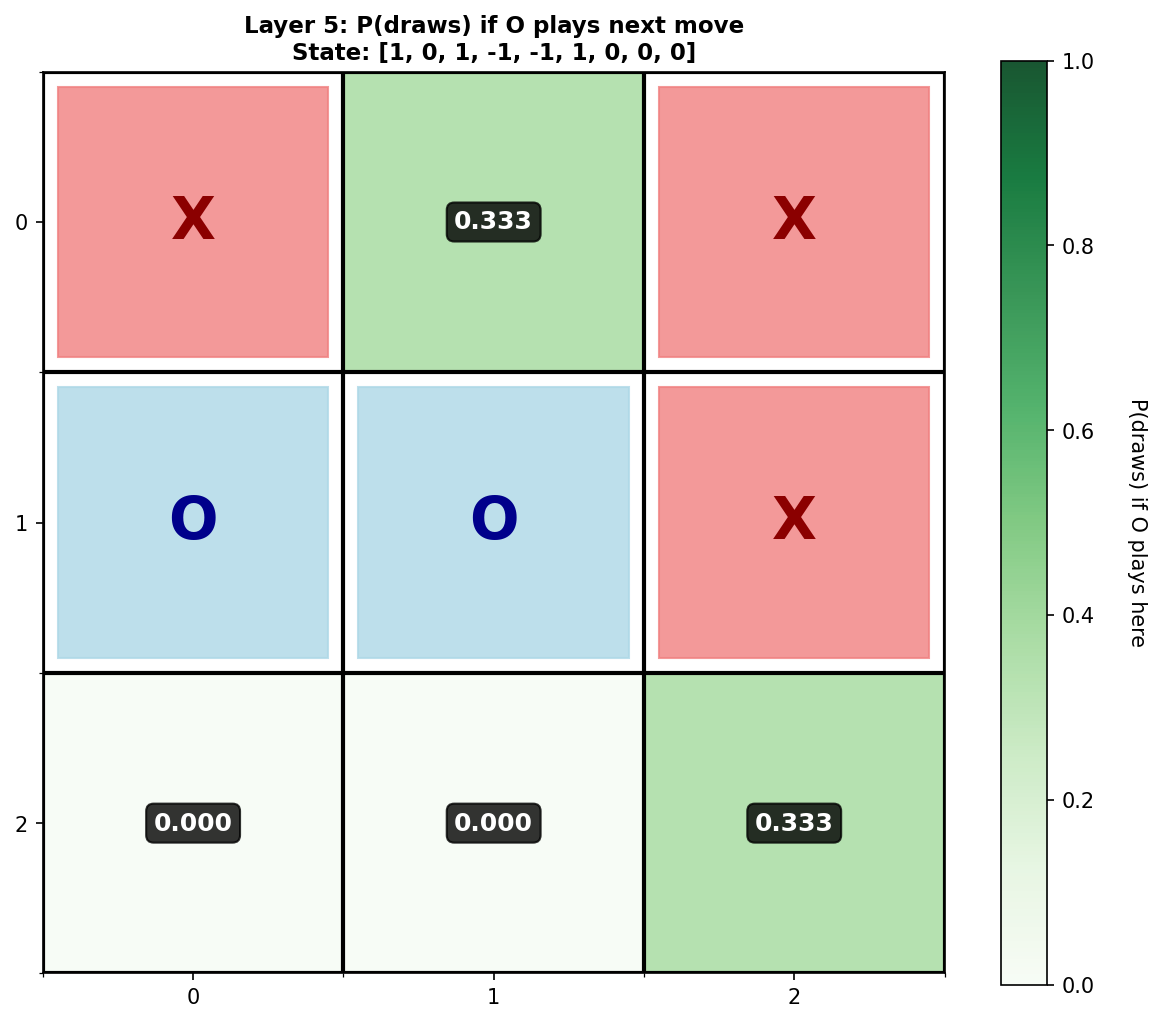 Layer 5: P(draws) if O plays next move
State: [1, 0, 1, -1, -1, 1, 0, 0, 0]
X
0.333
X
O
O
X
0.000
0.000
0.333
0
1
2
0
1
2
1.0
0.8
0.6
0.4
0.2
0.0
P(draws) if O plays here